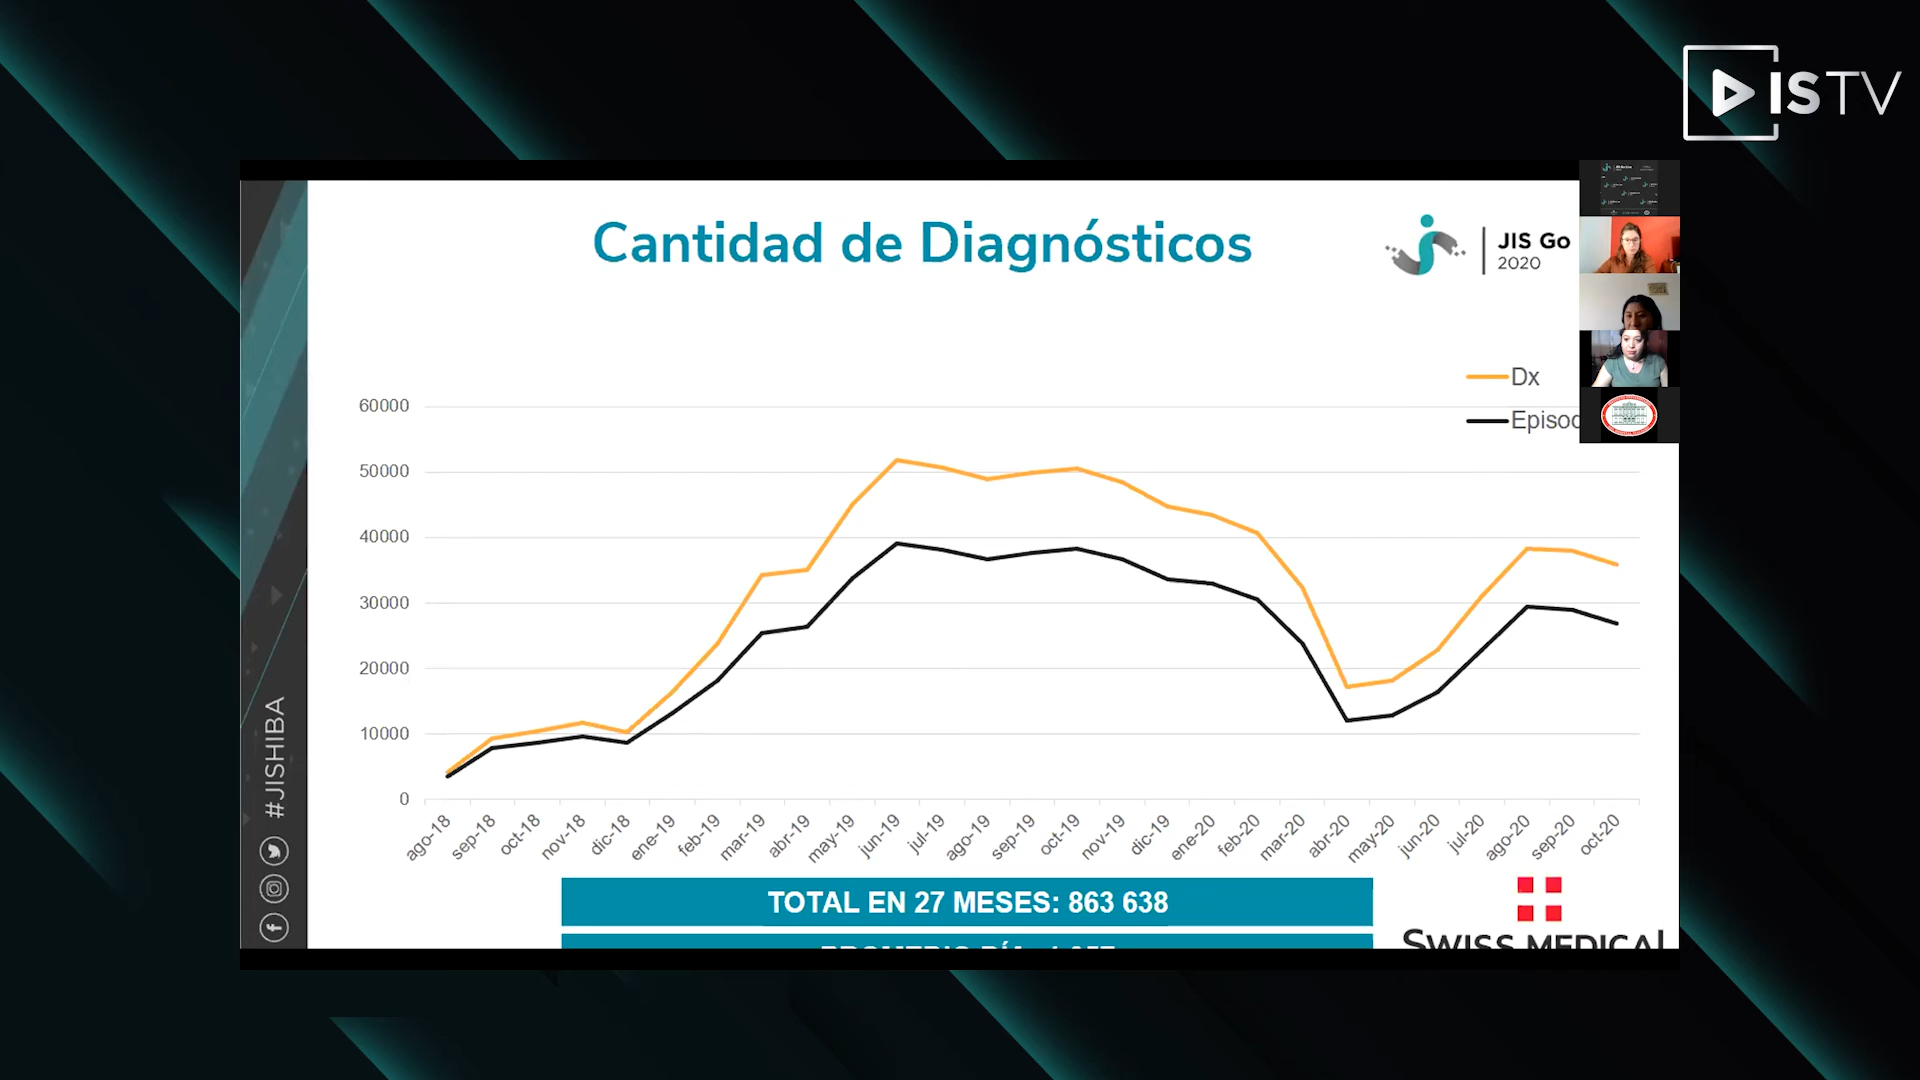 ISTV
Cantidad de Diagnósticos
JIS Go
2020
Dx
60000
50000
40000
30000
20000
10000
0
ago-18
sep-18
oct-18
nov-18
dic-18
ene-19
feb-19
mar-19
abr-19
may-19
jun-19
jul-19
ago-19
sep-19
oct-19
nov-19
dic-19
ene-20
feb-20
mar-20
abr-20
may-20
jun-20
jul-20
ago-20
sep-20
oct-20
#JISHIBA
TOTAL EN 27 MESES: 863 638
SWISS MEDICAL